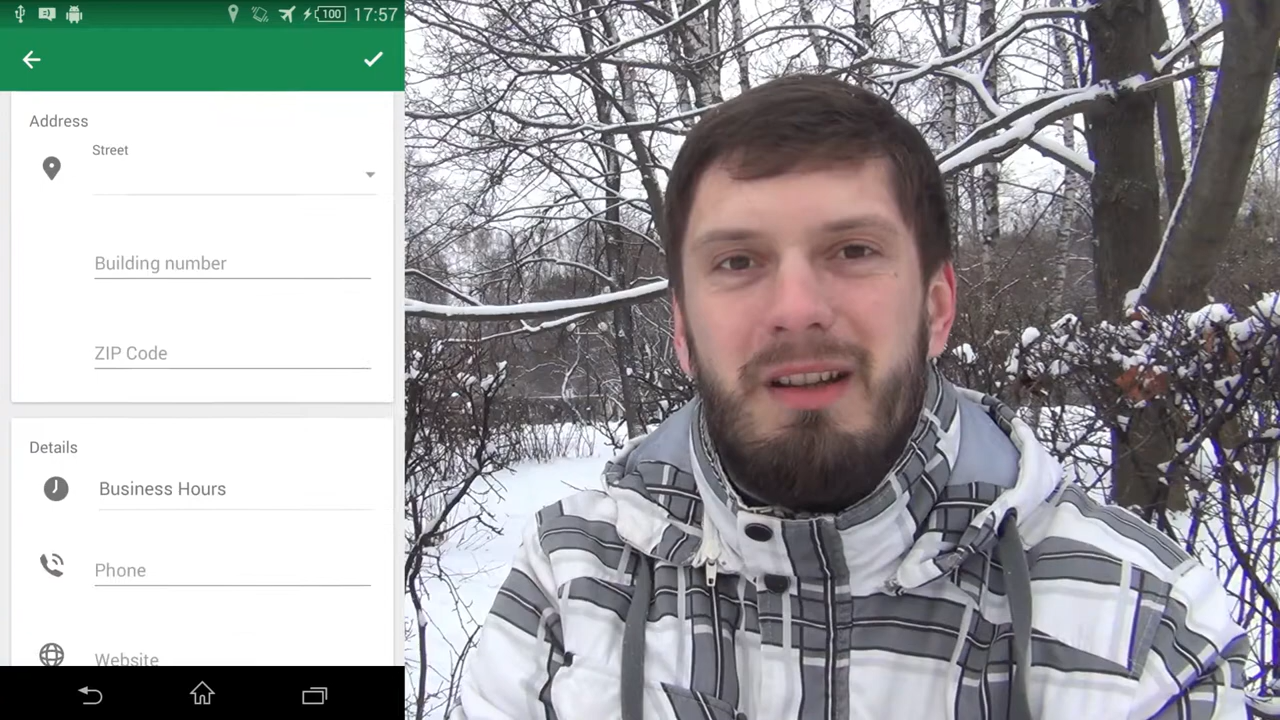 100 17:57
Address
Street
Building number
ZIP Code
Details
Business Hours
Phone
Website